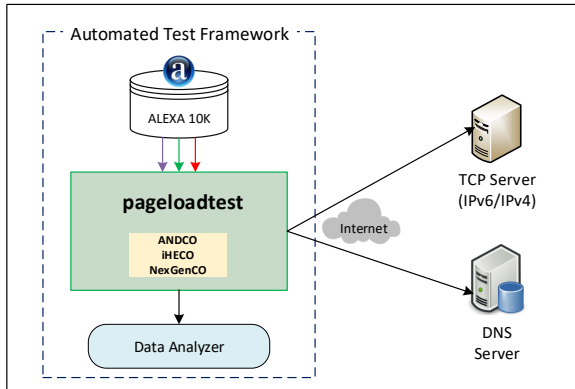 Automated Test Framework
a
ALEXA 10K
pageloadtest
ANDCO
iHECO
NexGenCO
Data Analyzer
Internet
TCP Server
(IPv6/IPv4)
DNS
Server